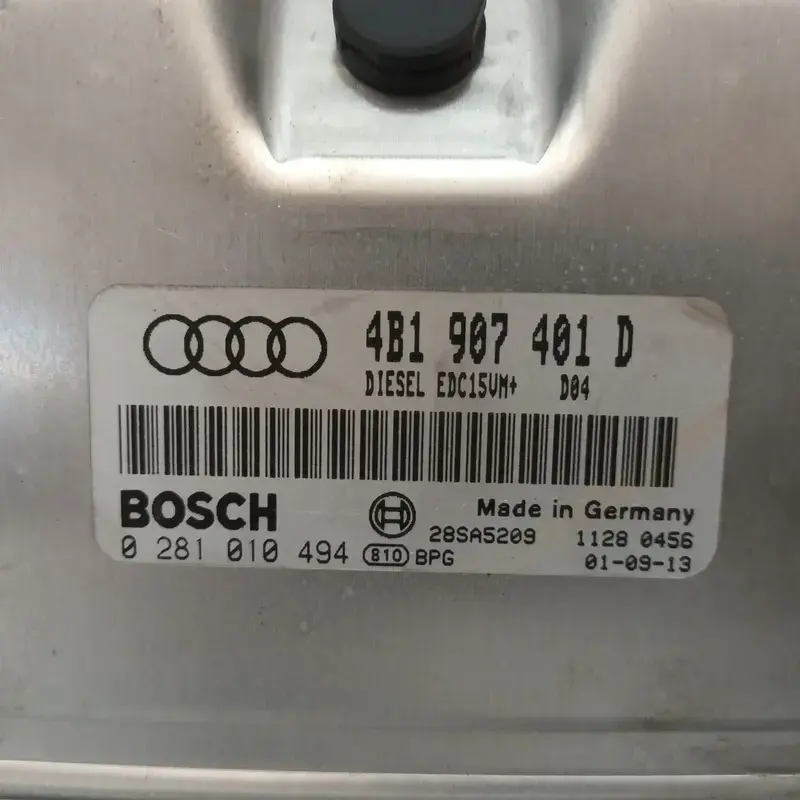 4B1 907 401 D
DIESEL EDC15VM+ D04
BOSCH
Made in Germany
28SA5209 1128 0456
0 281 010 494 810 BPG 01-09-13